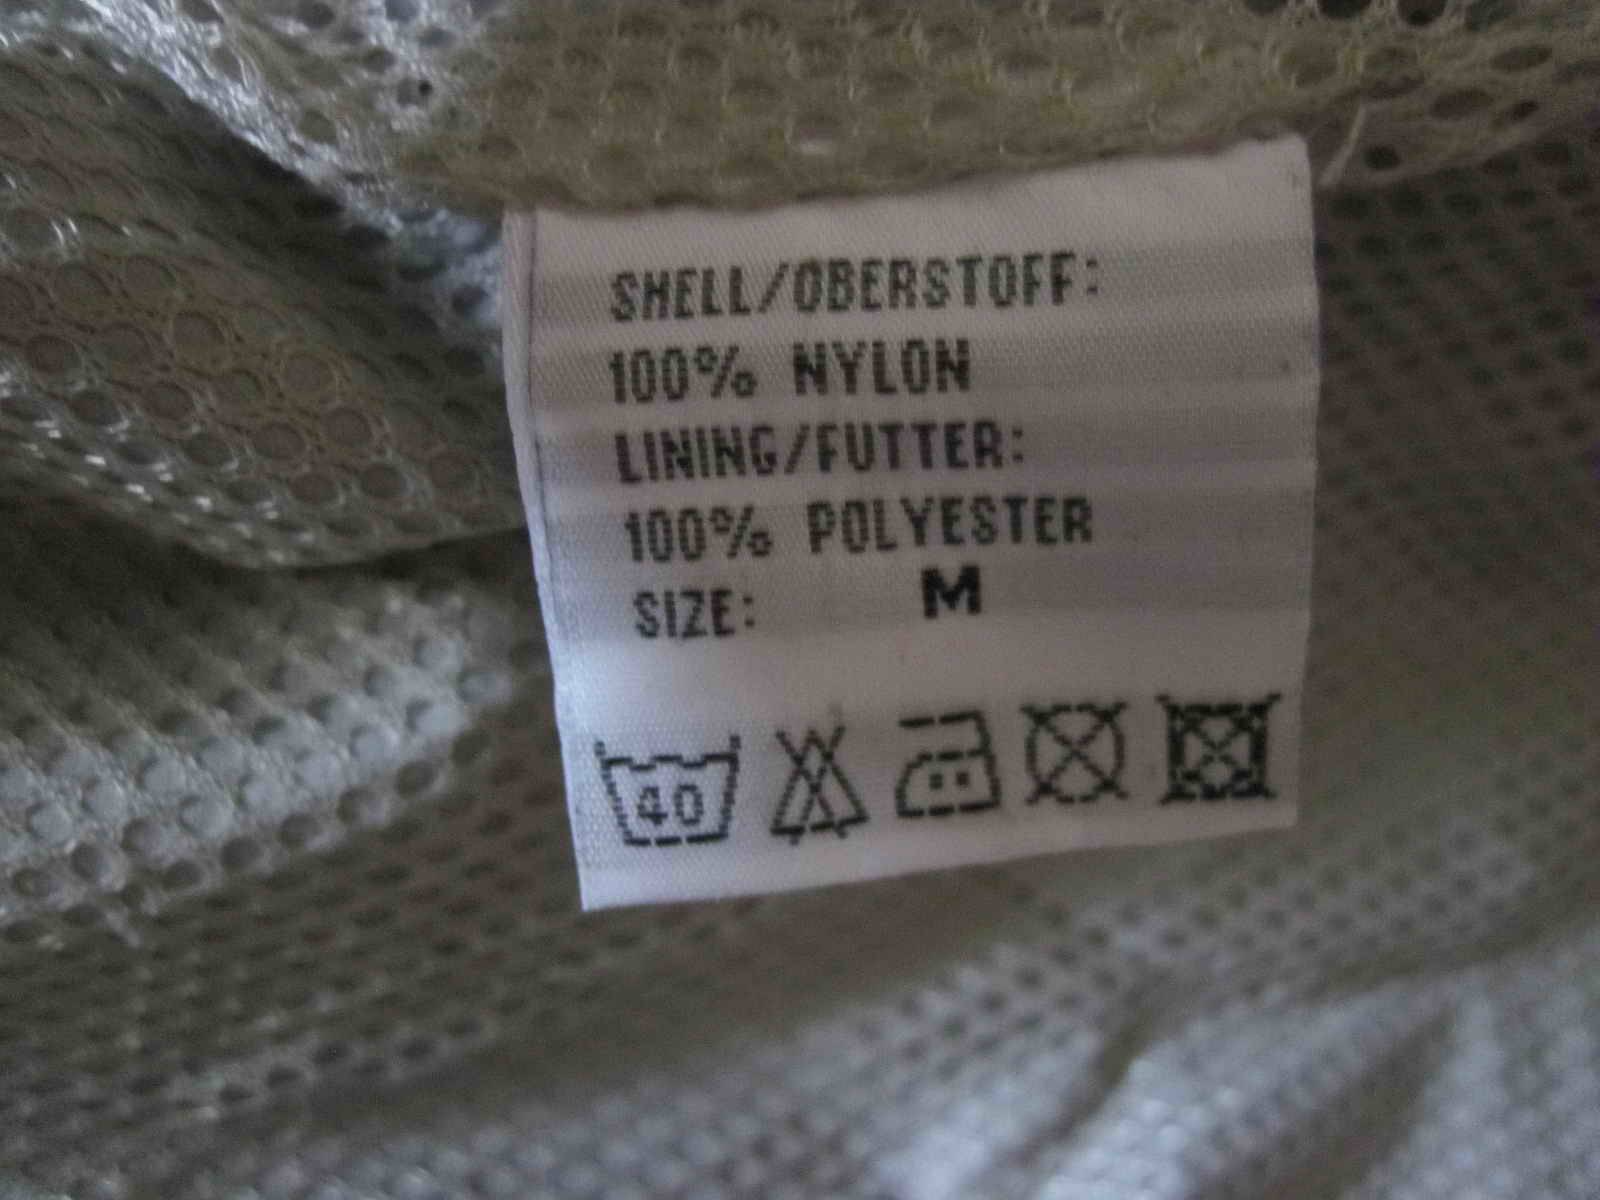 SHELL/OBERSTOFF:
100% NYLON
LINING/FUTTER:
100% POLYESTER
SIZE: M
40